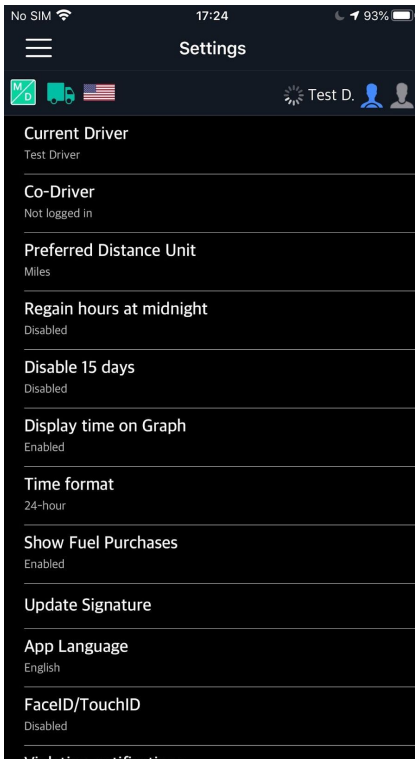 No SIM 17:24 93%
Settings
M/D Test D.
Current Driver
Test Driver
Co-Driver
Not logged in
Preferred Distance Unit
Miles
Regain hours at midnight
Disabled
Disable 15 days
Disabled
Display time on Graph
Enabled
Time format
24-hour
Show Fuel Purchases
Enabled
Update Signature
App Language
English
FaceID/TouchID
Disabled